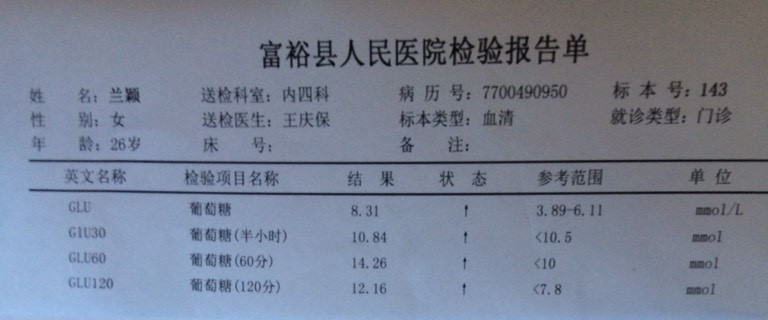 富裕县人民医院检验报告单
姓 名：兰颖 送检科室：内四科 病 历 号：7700490950 标 本 号：143
性 别：女 送检医生：王庆保 标本类型：血清 就诊类型：门诊
年 龄：26岁 床 号： 备 注：
英文名称 检验项目名称 结 果 状 态 参考范围 单 位
GLU 葡萄糖 8.31 ↑ 3.89-6.11 mmol/L
G1U30 葡萄糖(半小时) 10.84 ↑ <10.5 mmol
GLU60 葡萄糖(60分) 14.26 ↑ <10 mmol
GLU120 葡萄糖(120分) 12.16 ↑ <7.8 mmol